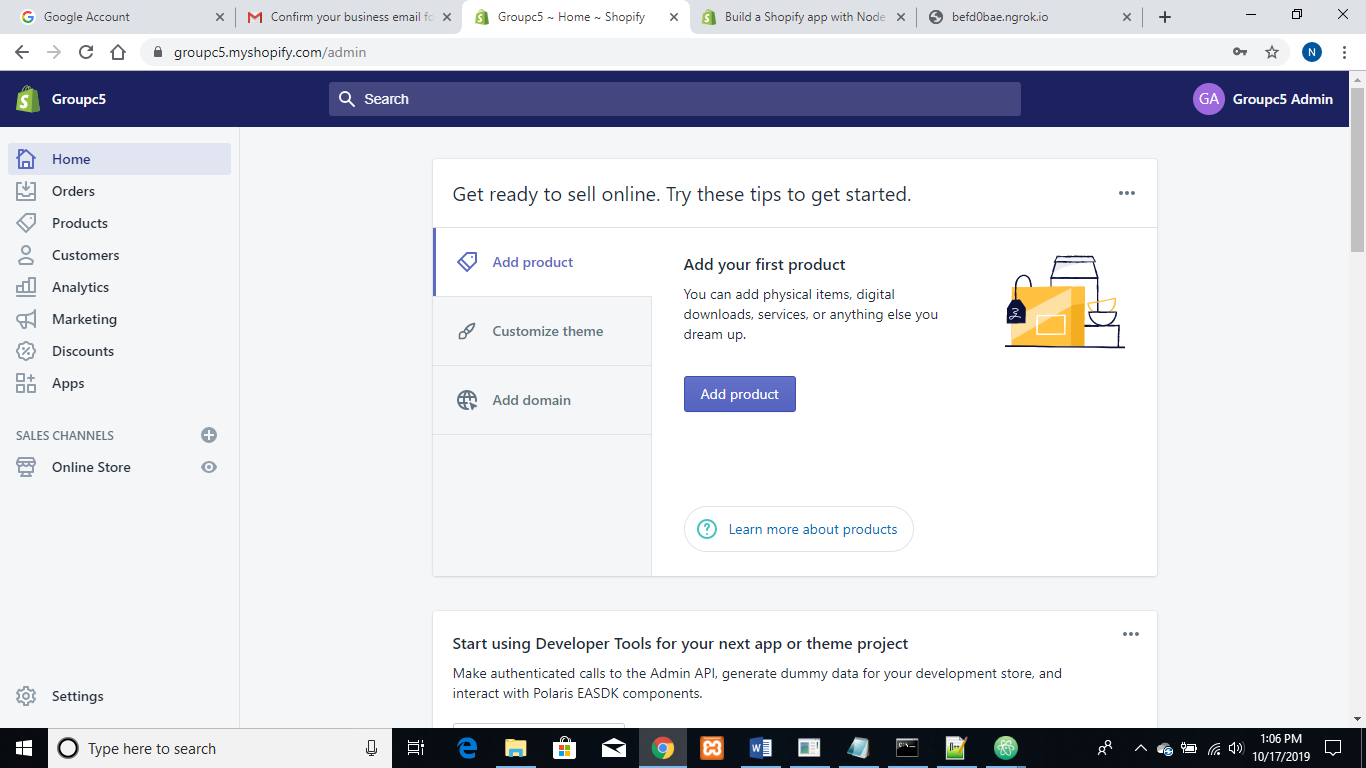 Google Account
Confirm your business email fo
Groupc5 ~ Home ~ Shopify
Build a Shopify app with Node
befd0bae.ngrok.io
groupc5.myshopify.com/admin
N
Groupc5
Search
GA
Groupc5 Admin
Home
Orders
Products
Customers
Analytics
Marketing
Discounts
Apps
SALES CHANNELS
Online Store
Settings
Get ready to sell online. Try these tips to get started.
Add product
Customize theme
Add domain
Add your first product
You can add physical items, digital
downloads, services, or anything else you
dream up.
Add product
Learn more about products
Start using Developer Tools for your next app or theme project
Make authenticated calls to the Admin API, generate dummy data for your development store, and
interact with Polaris EASDK components.
Type here to search
1:06 PM
10/17/2019